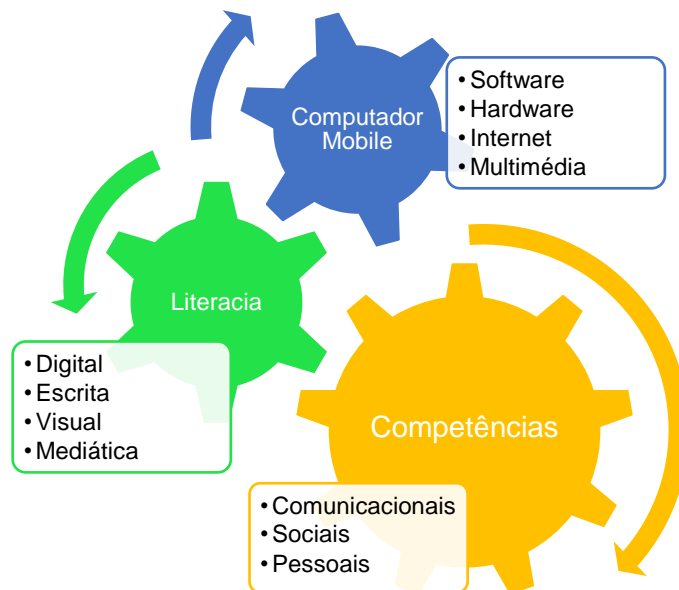 Computador
Mobile
• Software
• Hardware
• Internet
• Multimédia
Literacia
• Digital
• Escrita
• Visual
• Mediática
Competências
• Comunicacionais
• Sociais
• Pessoais